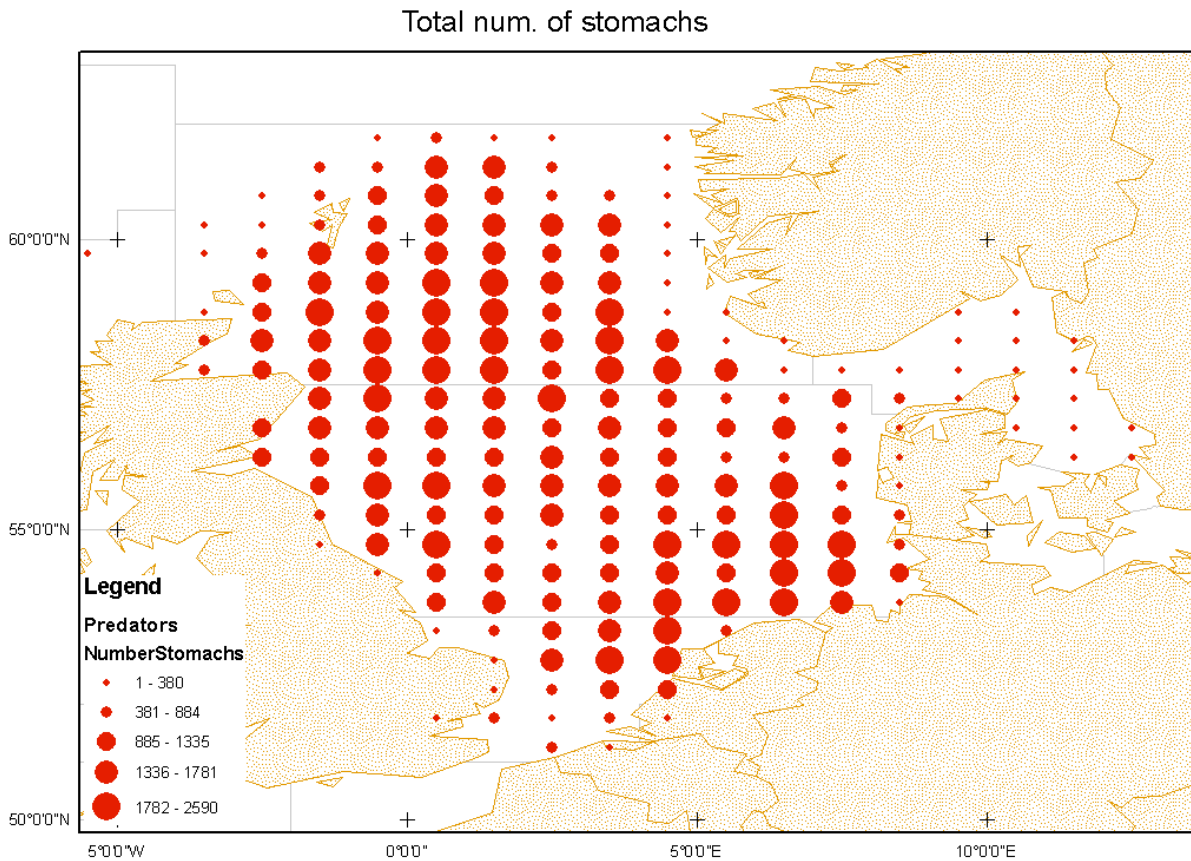 Total num. of stomachs
60°0'0"N
55°0'0"N
Legend
Predators
NumberStomachs
1 - 380
381 - 884
885 - 1335
1336 - 1781
1782 - 2590
50°0'0"N
5°0'0"W
0°0'0"
5°0'0"E
10°0'0"E